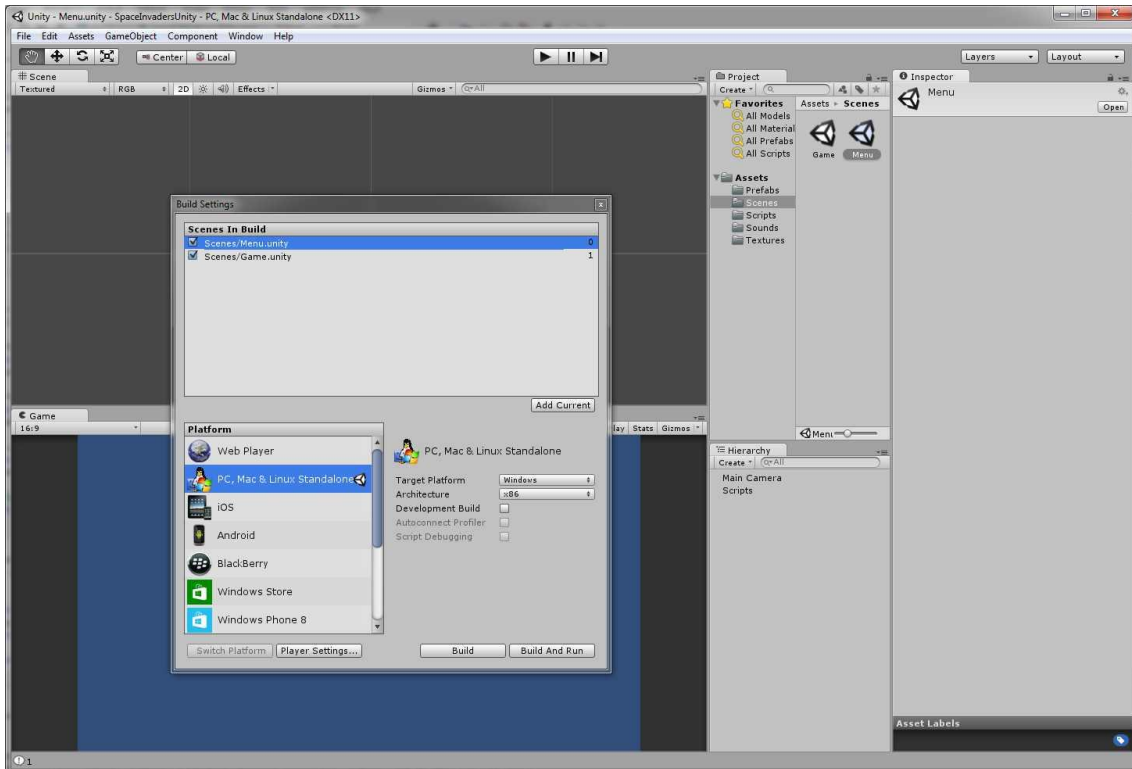 Unity - Menu.unity - SpaceInvadersUnity - PC, Mac & Linux Standalone <DX11>
File Edit Assets GameObject Component Window Help
Center Local Layers Layout
Scene
Textured RGB 2D Effects Gizmos All
Project
Create
Favorites
All Models
All Material
All Prefabs
All Scripts
Assets
Prefabs
Scenes
Scripts
Sounds
Textures
Assets Scenes
Game Menu
Inspector
Menu
Open
Build Settings
Scenes In Build
Scenes/Menu.unity 0
Scenes/Game.unity 1
Add Current
Platform
Web Player
PC, Mac & Linux Standalone
iOS
Android
BlackBerry
Windows Store
Windows Phone 8
PC, Mac & Linux Standalone
Target Platform Windows
Architecture x86
Development Build
Autoconnect Profiler
Script Debugging
Switch Platform Player Settings... Build Build And Run
Game
16:9 lay Stats Gizmos
Menu
Hierarchy
Create All
Main Camera
Scripts
Asset Labels
1